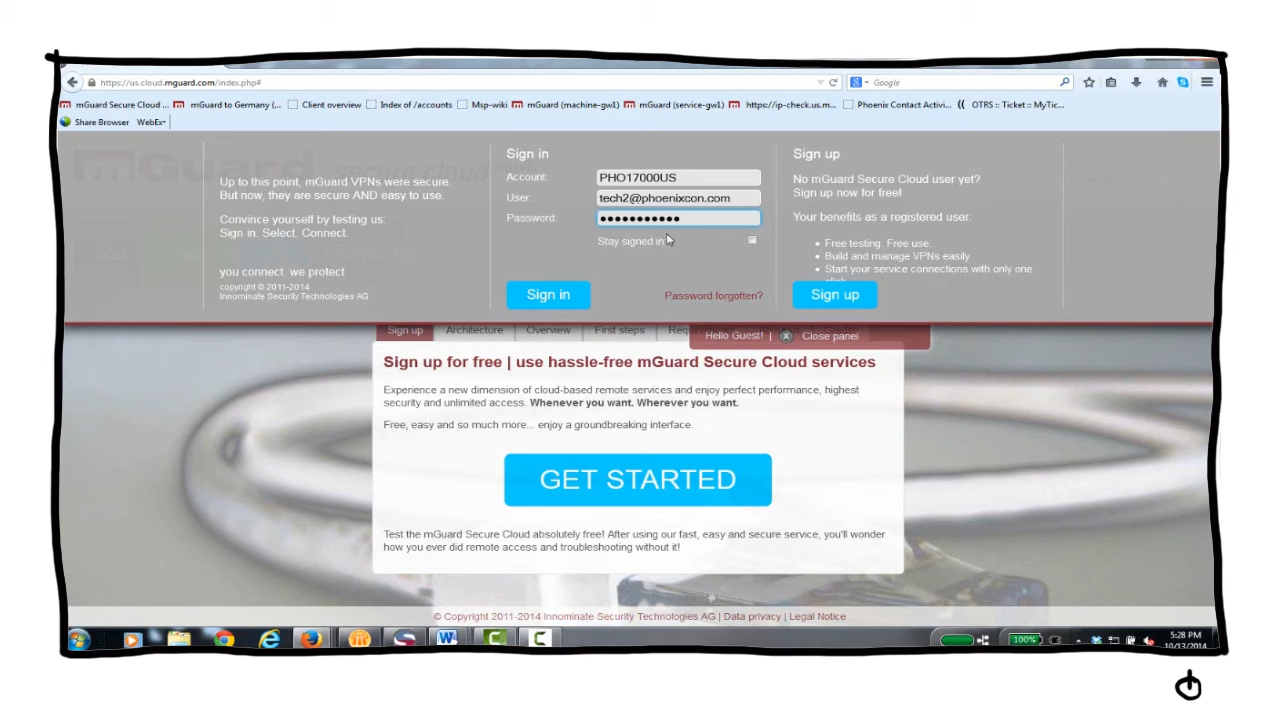 https://us.cloud.mguard.com/index.php#
Google
mGuard Secure Cloud ... mGuard to Germany (... Client overview Index of /accounts Msp-wiki mGuard (machine-gw1) mGuard (service-gw1) https://ip-check.us.m... Phoenix Contact Activi... OTRS :: Ticket :: MyTic...
Share Browser WebEx
mGuard secure cloud
Up to this point, mGuard VPNs were secure.
But now, they are secure AND easy to use.
Convince yourself by testing us:
Sign in. Select. Connect.
you connect. we protect.
copyright © 2011-2014
Innominate Security Technologies AG
Sign in
Account: PHO17000US
User: tech2@phoenixcon.com
Password: •••••••••••
Stay signed in
Sign in
Password forgotten?
Sign up
No mGuard Secure Cloud user yet?
Sign up now for free!
Your benefits as a registered user:
• Free testing. Free use.
• Build and manage VPNs easily
• Start your service connections with only one
Sign up
Sign up Architecture Overview First steps
Hello Guest! | X Close panel
Sign up for free | use hassle-free mGuard Secure Cloud services
Experience a new dimension of cloud-based remote services and enjoy perfect performance, highest
security and unlimited access. Whenever you want. Wherever you want.
Free, easy and so much more... enjoy a groundbreaking interface.
GET STARTED
Test the mGuard Secure Cloud absolutely free! After using our fast, easy and secure service, you'll wonder
how you ever did remote access and troubleshooting without it!
© Copyright 2011-2014 Innominate Security Technologies AG | Data privacy | Legal Notice
100%
5:28 PM
10/13/2014